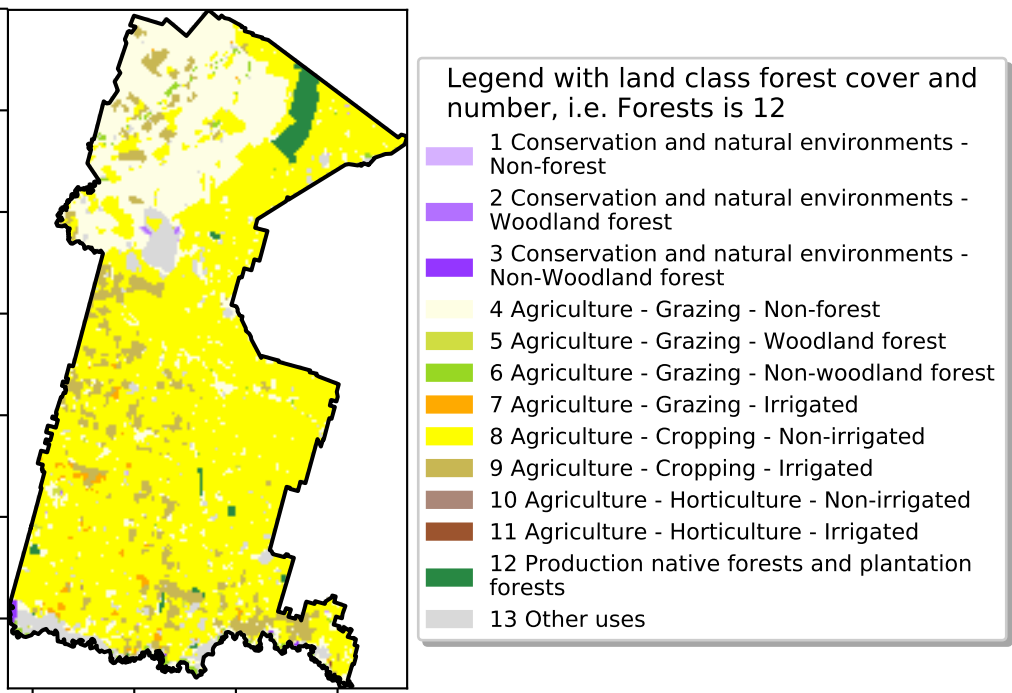 Legend with land class forest cover and
number, i.e. Forests is 12
1 Conservation and natural environments -
Non-forest
2 Conservation and natural environments -
Woodland forest
3 Conservation and natural environments -
Non-Woodland forest
4 Agriculture - Grazing - Non-forest
5 Agriculture - Grazing - Woodland forest
6 Agriculture - Grazing - Non-woodland forest
7 Agriculture - Grazing - Irrigated
8 Agriculture - Cropping - Non-irrigated
9 Agriculture - Cropping - Irrigated
10 Agriculture - Horticulture - Non-irrigated
11 Agriculture - Horticulture - Irrigated
12 Production native forests and plantation
forests
13 Other uses